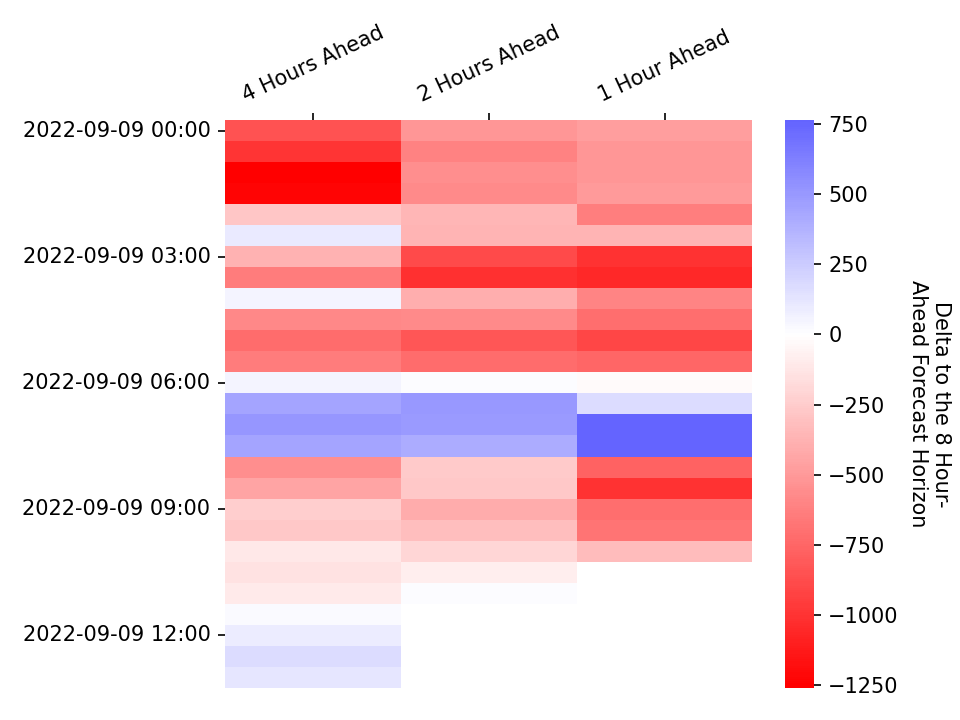 4 Hours Ahead
2 Hours Ahead
1 Hour Ahead
2022-09-09 00:00
2022-09-09 03:00
2022-09-09 06:00
2022-09-09 09:00
2022-09-09 12:00
750
500
250
0
−250
−500
−750
−1000
−1250
Delta to the 8 Hour-
Ahead Forecast Horizon